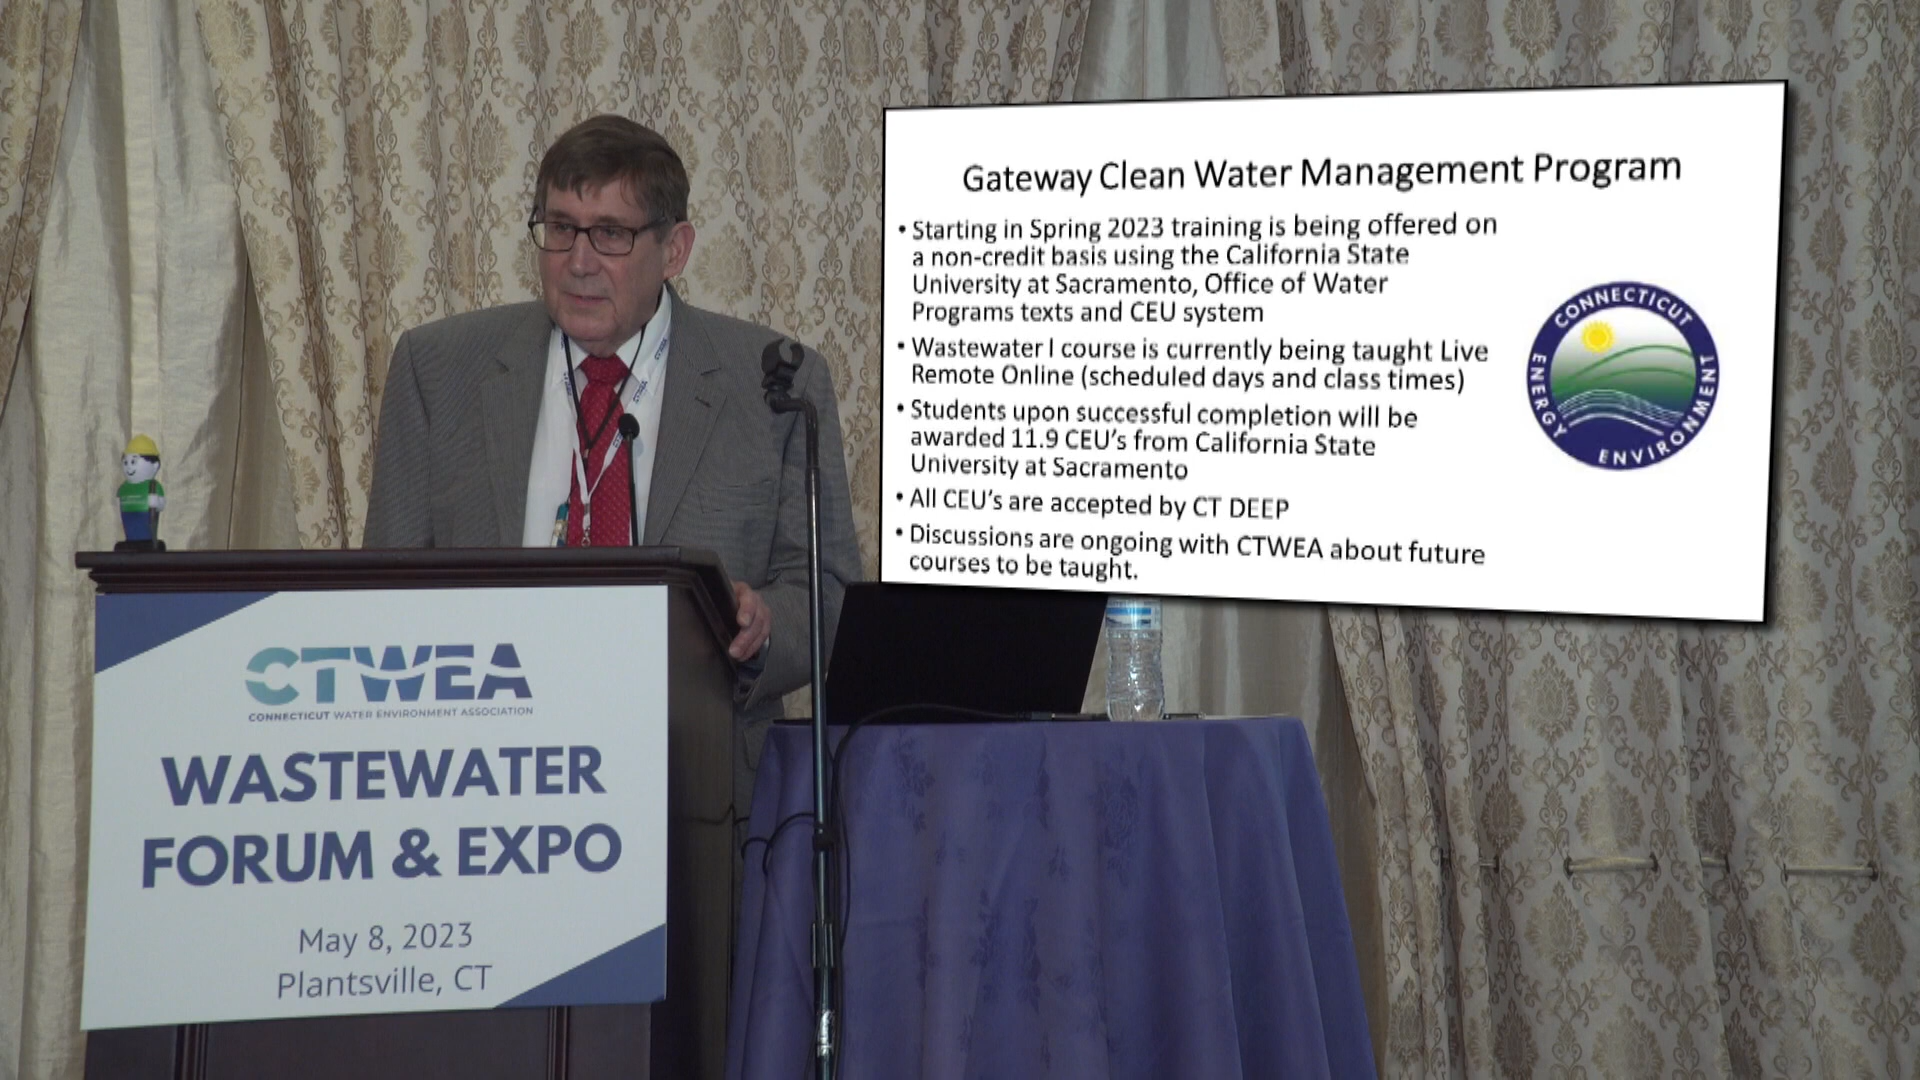 Gateway Clean Water Management Program
• Starting in Spring 2023 training is being offered on
a non-credit basis using the California State
University at Sacramento, Office of Water
Programs texts and CEU system
• Wastewater I course is currently being taught Live
Remote Online (scheduled days and class times)
• Students upon successful completion will be
awarded 11.9 CEU's from California State
University at Sacramento
• All CEU's are accepted by CT DEEP
• Discussions are ongoing with CTWEA about future
courses to be taught.
CONNECTICUT
ENERGY
ENVIRONMENT
CTWEA
CONNECTICUT WATER ENVIRONMENT ASSOCIATION
WASTEWATER
FORUM & EXPO
May 8, 2023
Plantsville, CT